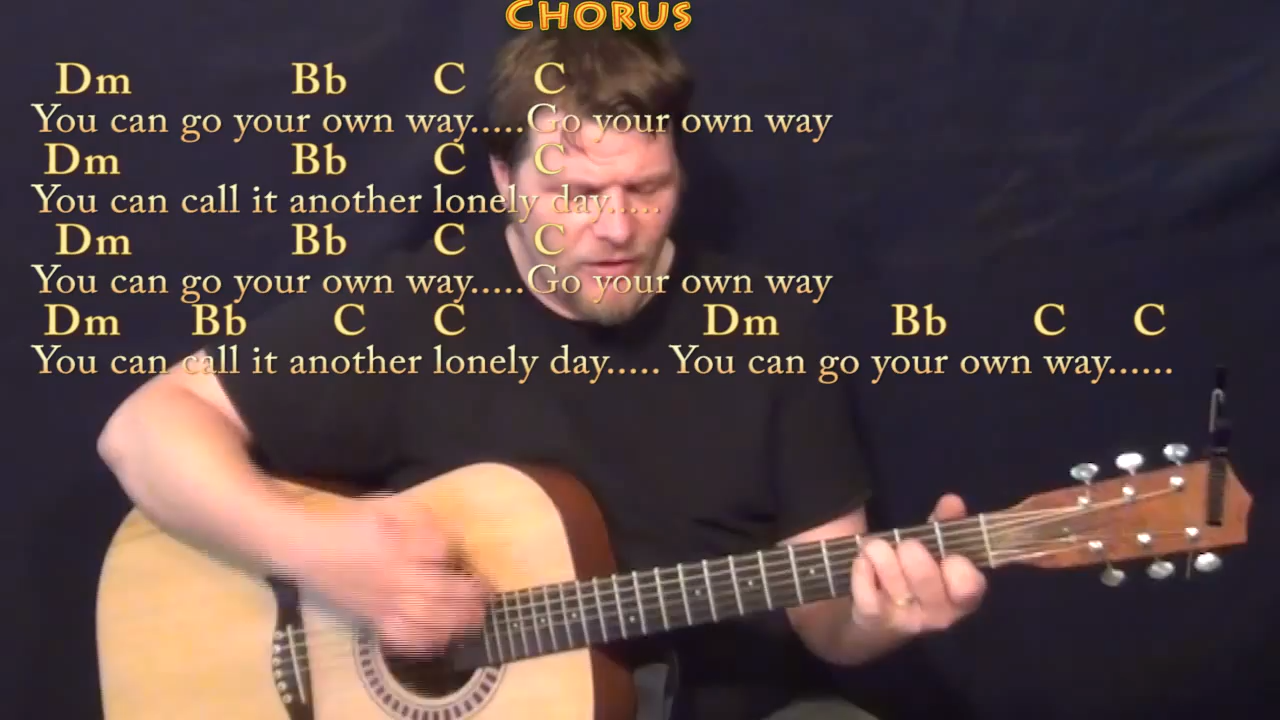 CHORUS
Dm Bb C C
You can go your own way.....Go your own way
Dm Bb C C
You can call it another lonely day.....
Dm Bb C C
You can go your own way.....Go your own way
Dm Bb C C Dm Bb C C
You can call it another lonely day..... You can go your own way......